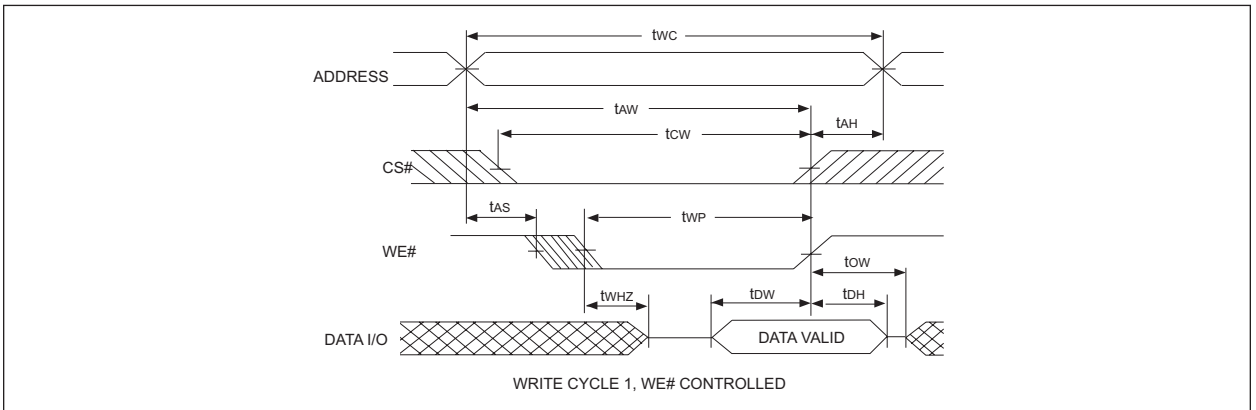 tWC
ADDRESS
tAW
tCW
tAH
CS#
tAS
tWP
WE#
tOW
tWHZ
tDW
tDH
DATA I/O
DATA VALID
WRITE CYCLE 1, WE# CONTROLLED